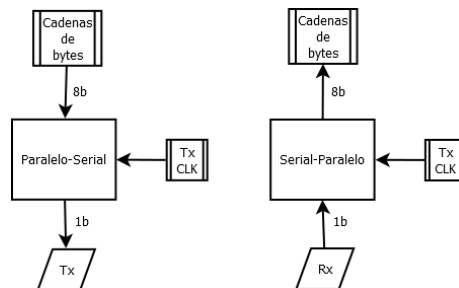 Cadenas
de
bytes
8b
Paralelo-Serial
Tx
CLK
1b
Tx
Cadenas
de
bytes
8b
Serial-Paralelo
Tx
CLK
1b
Rx